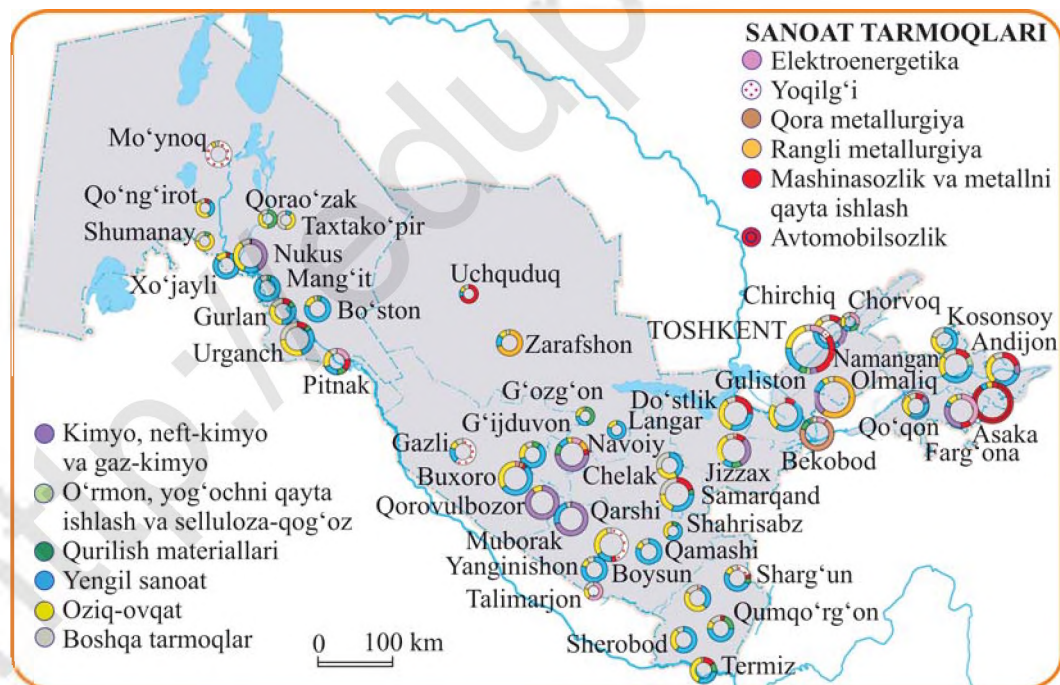 SANOAT TARMOQLARI
Elektroenergetika
Yoqilg‘i
Qora metallurgiya
Rangli metallurgiya
Mashinasozlik va metallni
qayta ishlash
Avtomobilsozlik
Mo‘ynoq
Qo‘ng‘irot
Qorao‘zak
Taxtako‘pir
Shumanay
Nukus
Xo‘jayli
Mang‘it
Bo‘ston
Gurlan
Urganch
Pitnak
Uchquduq
Zarafshon
Chirchiq
Chorvoq
TOSHKENT
Kosonsoy
Andijon
Namangan
Guliston
Olmaliq
Do‘stlik
G‘ozg‘on
Langar
G‘ijduvon
Navoiy
Gazli
Chelak
Jizzax
Bekobod
Qo‘qon
Asaka
Farg‘ona
Buxoro
Samarqand
Qorovulbozor
Qarshi
Shahrisabz
Muborak
Qamashi
Yanginishon
Boysun
Sharg‘un
Talimarjon
Qumqo‘rg‘on
Sherobod
Termiz
Kimyo, neft-kimyo
va gaz-kimyo
O‘rmon, yog‘ochni qayta
ishlash va selluloza-qog‘oz
Qurilish materiallari
Yengil sanoat
Oziq-ovqat
Boshqa tarmoqlar
0 100 km